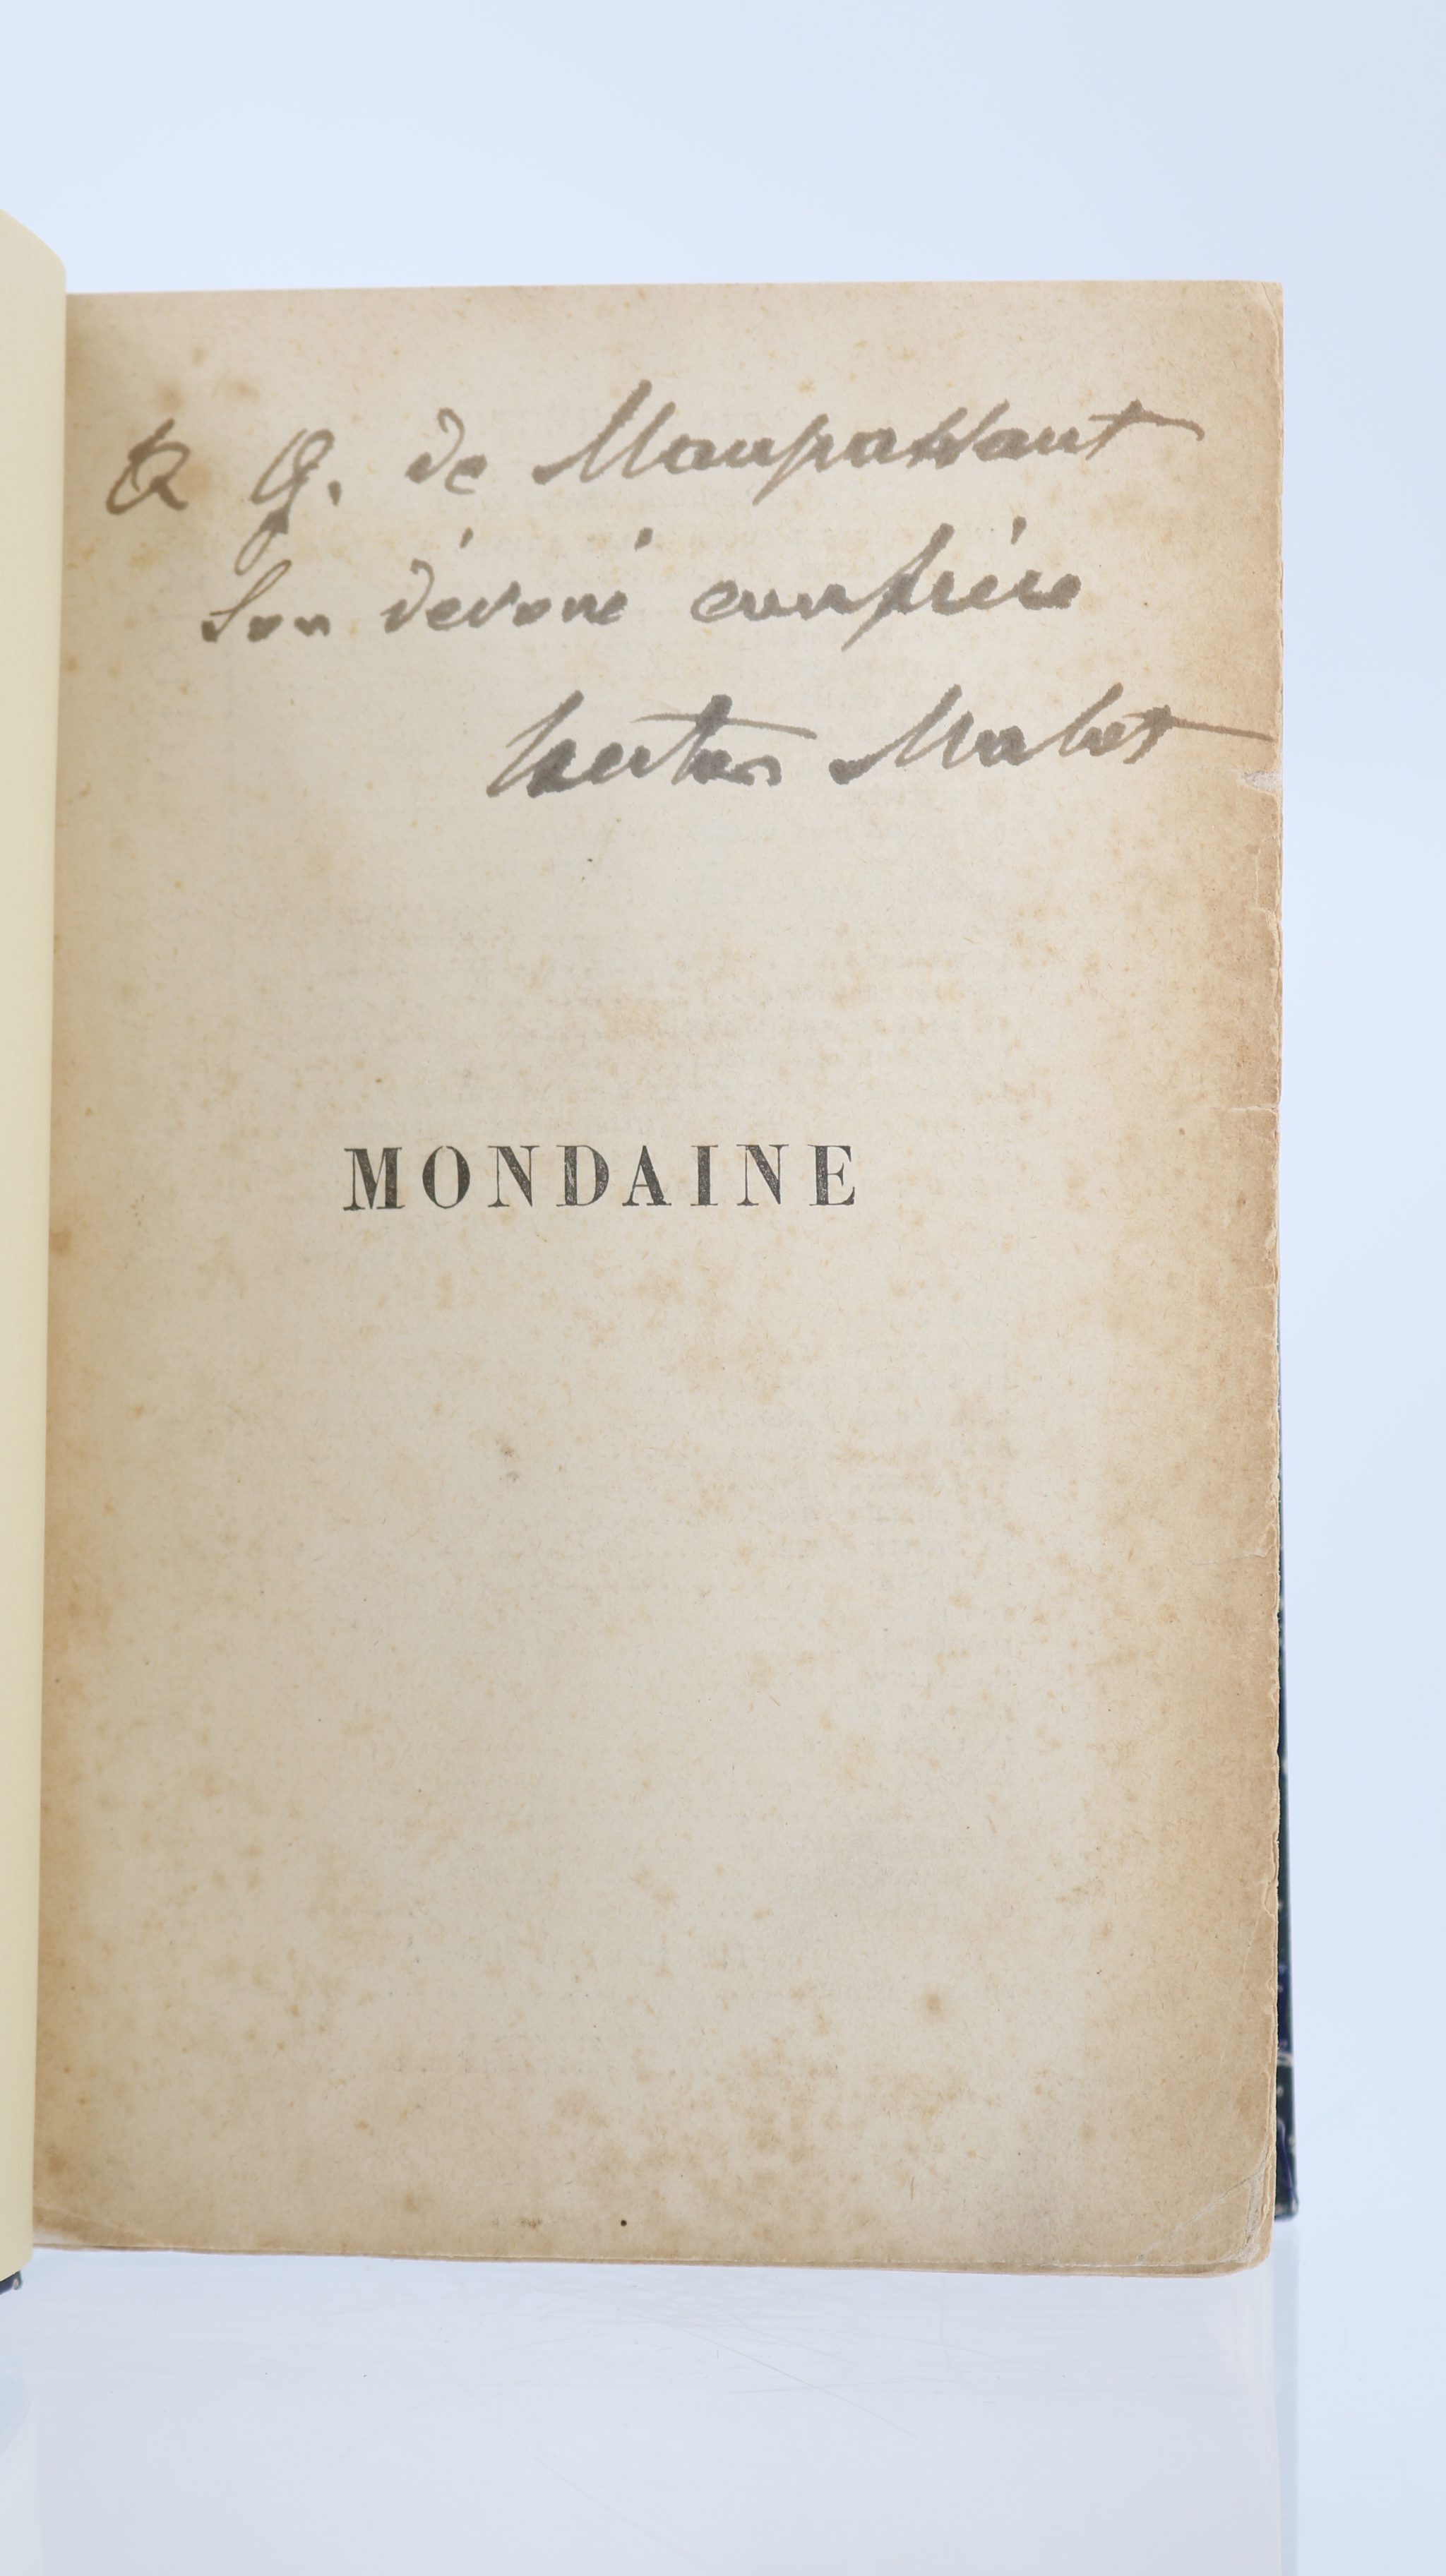 A G. de Maupassant
Son dévoué confrère
Hector Malot
MONDAINE